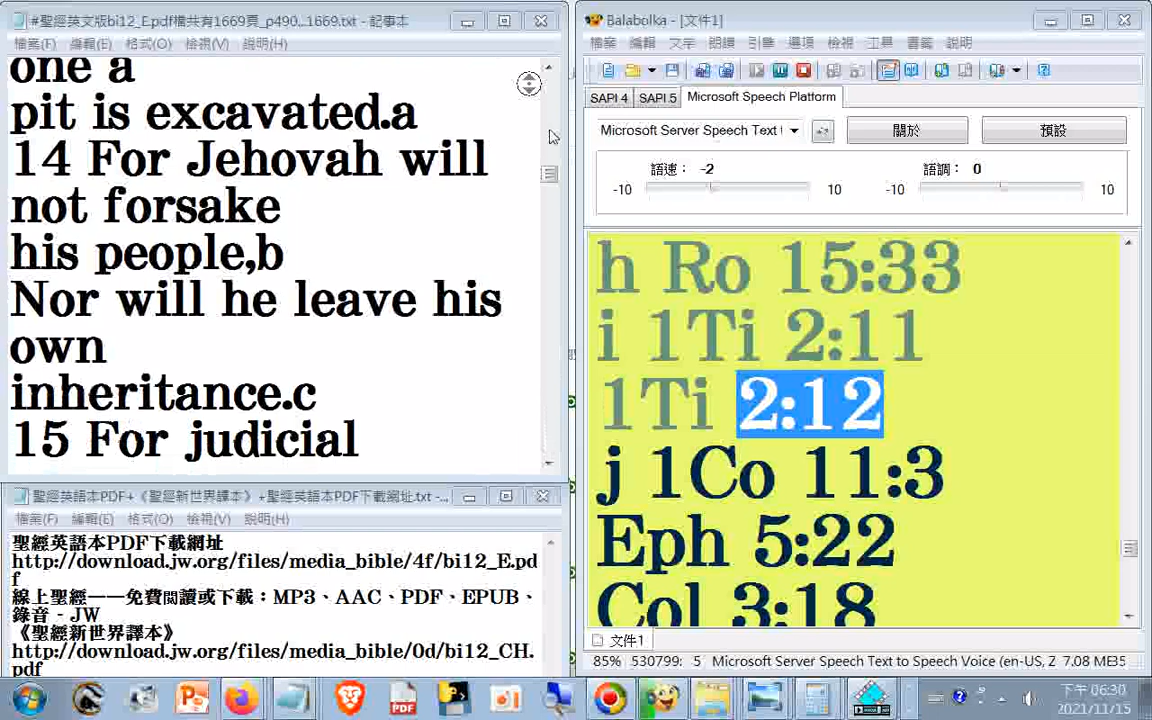 #聖經英文版bi12_E.pdf檔共有1669頁_p490,..1669.txt - 記事本
檔案(F) 編輯(E) 格式(O) 檢視(V) 說明(H)
one a
pit is excavated.a
14 For Jehovah will
not forsake
his people,b
Nor will he leave his
own
inheritance.c
15 For judicial
聖經英語本PDF+《聖經新世界譯本》+聖經英語本PDF下載網址.txt -...
檔案(F) 編輯(E) 格式(O) 檢視(V) 說明(H)
聖經英語本PDF下載網址
http://download.jw.org/files/media_bible/4f/bi12_E.pd
f
線上聖經——免費閱讀或下載：MP3、AAC、PDF、EPUB、
錄音 - JW
《聖經新世界譯本》
http://download.jw.org/files/media_bible/0d/bi12_CH.
pdf
Balabolka - [文件1]
檔案 編輯 文字 朗讀 引擎 選項 檢視 工具 書籤 說明
SAPI 4 SAPI 5 Microsoft Speech Platform
Microsoft Server Speech Text 關於 預設
語速： -2 語調： 0
-10 10 -10 10
h Ro 15:33
i 1Ti 2:11
1Ti 2:12
j 1Co 11:3
Eph 5:22
Col 3:18
文件1
85% 530799: 5 Microsoft Server Speech Text to Speech Voice (en-US, Z 7.08 MB
下午 06:30
2021/11/15